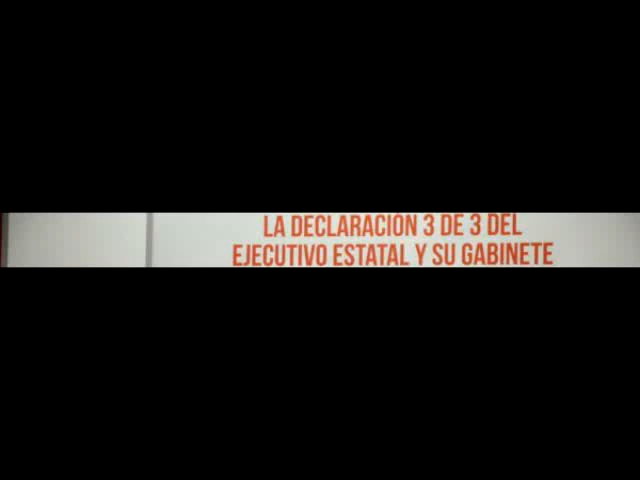 LA DECLARACIÓN 3 DE 3 DEL
EJECUTIVO ESTATAL Y SU GABINETE